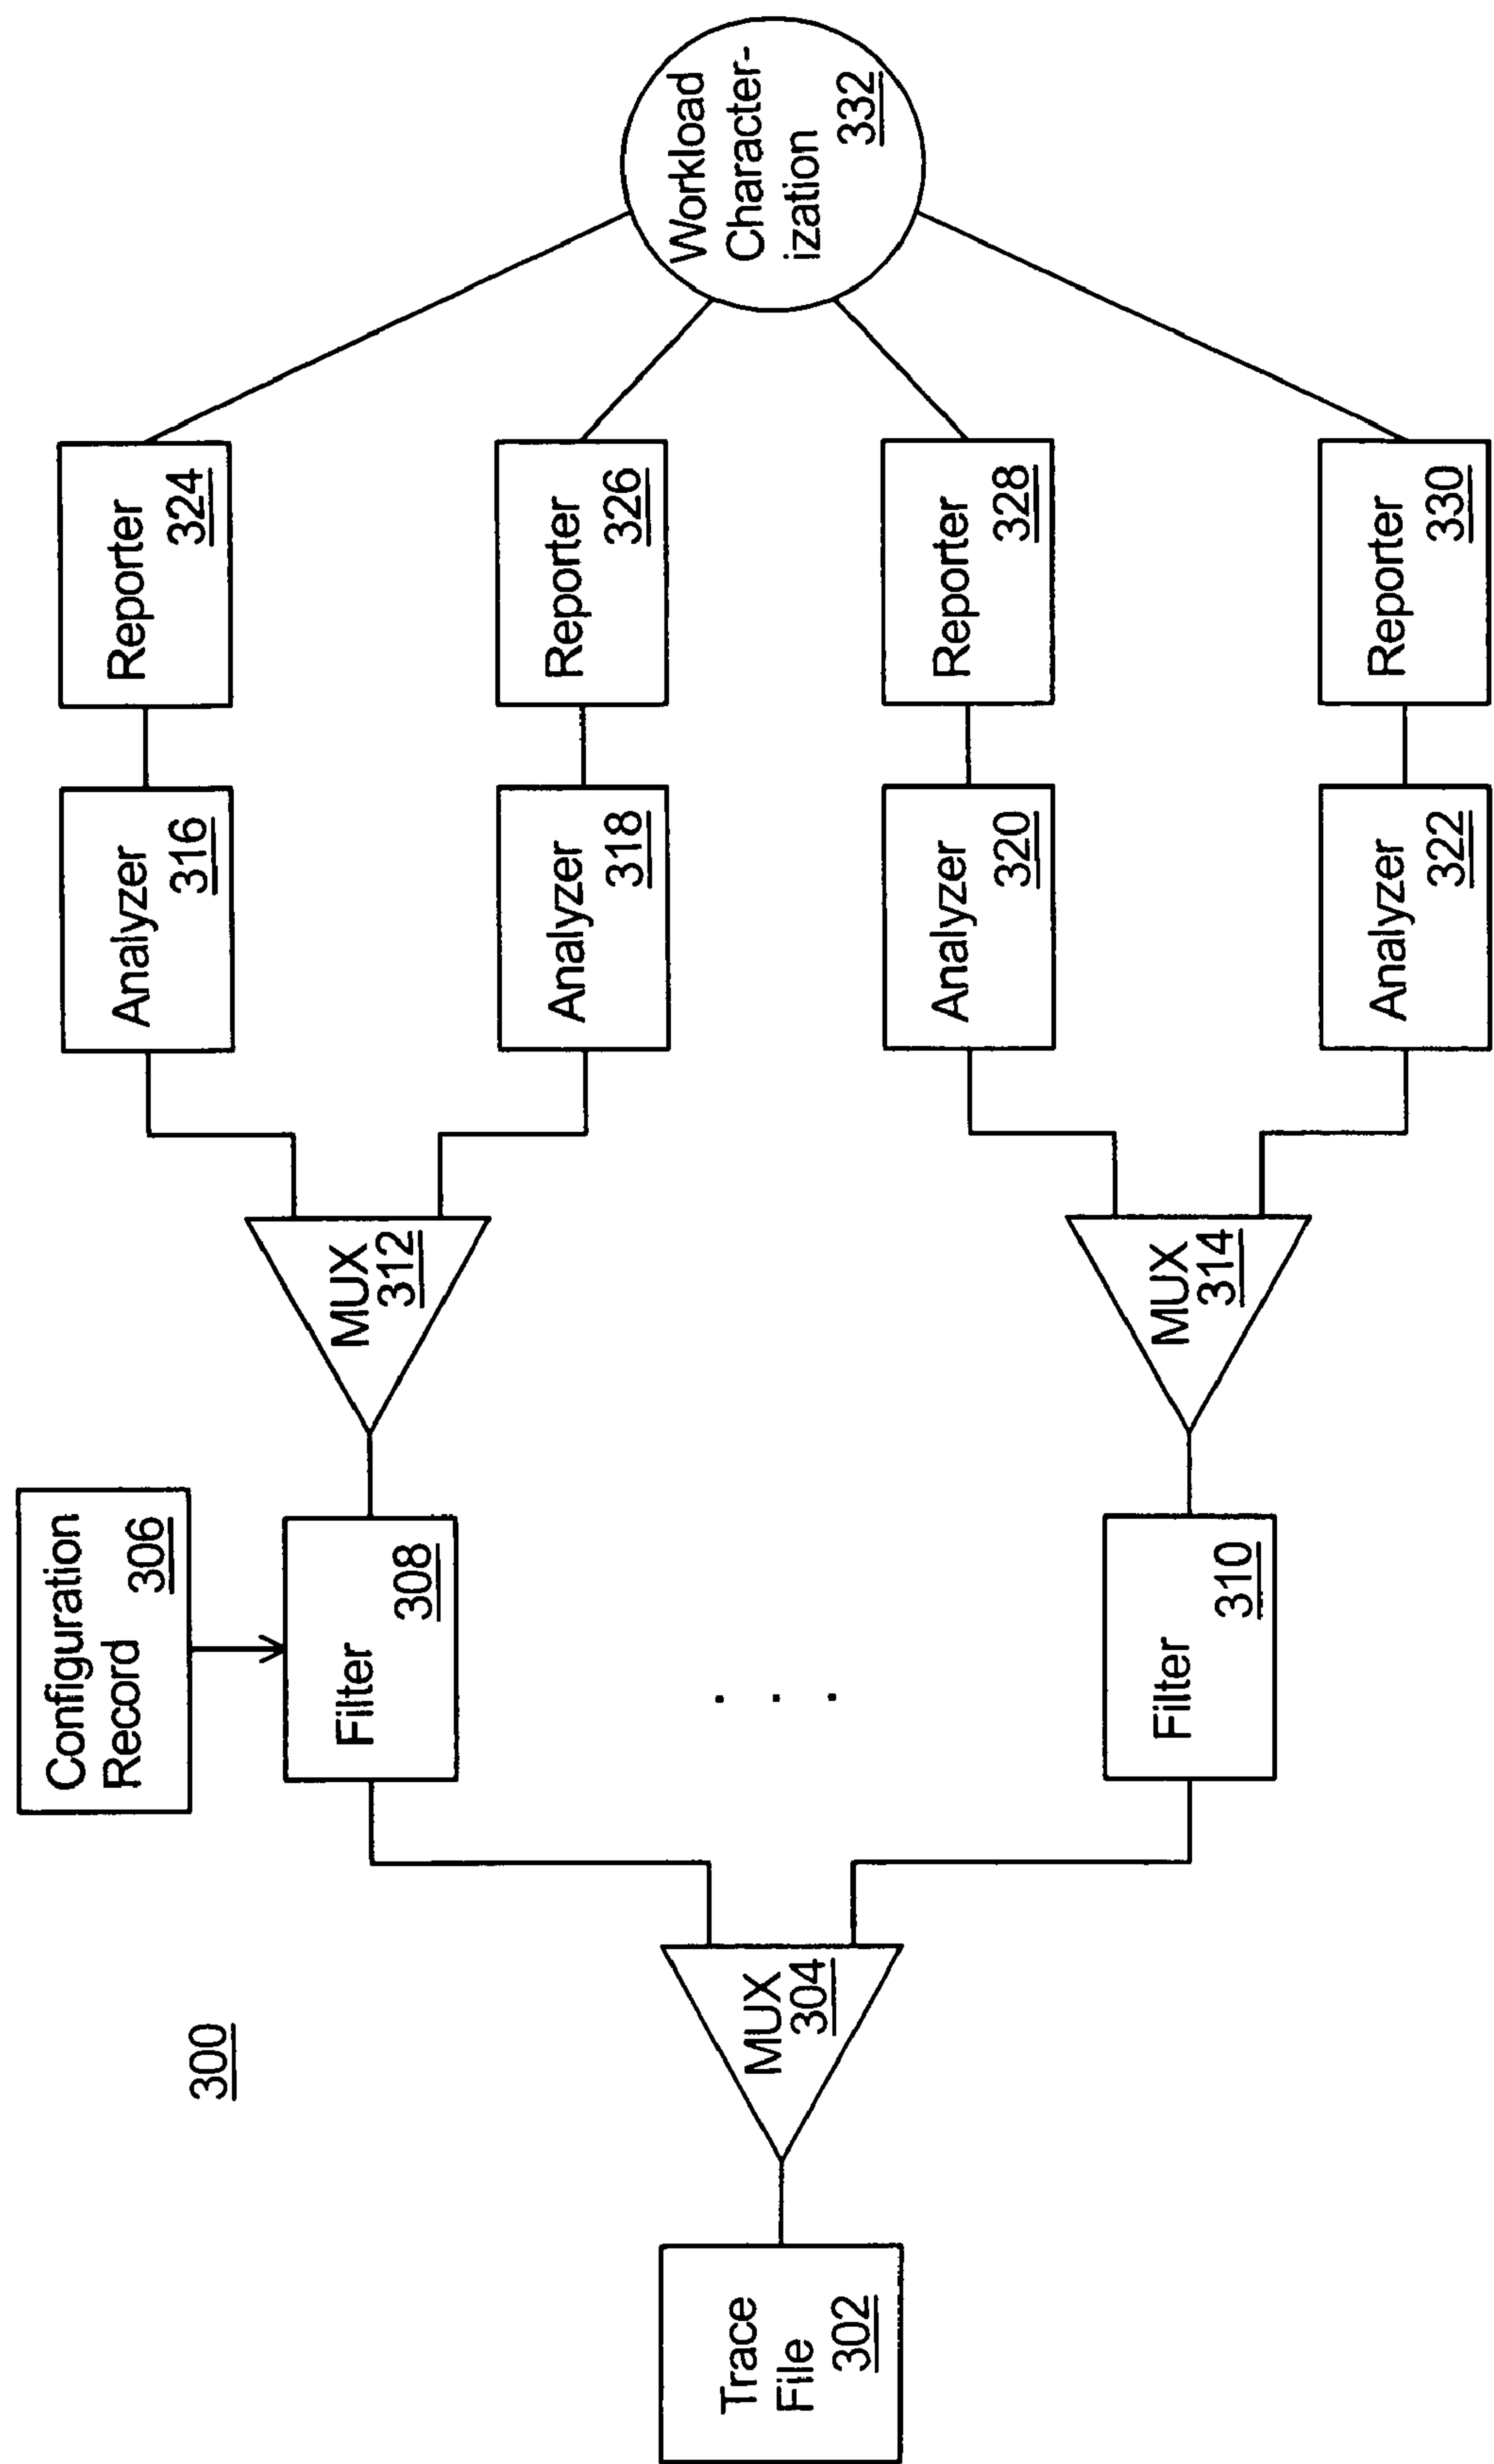 300
Trace
File
302
MUX
304
Configuration
Record
306
Filter
308
. . .
Filter
310
MUX
312
MUX
314
Analyzer
316
Analyzer
318
Analyzer
320
Analyzer
322
Reporter
324
Reporter
326
Reporter
328
Reporter
330
Workload
Character-
ization
332